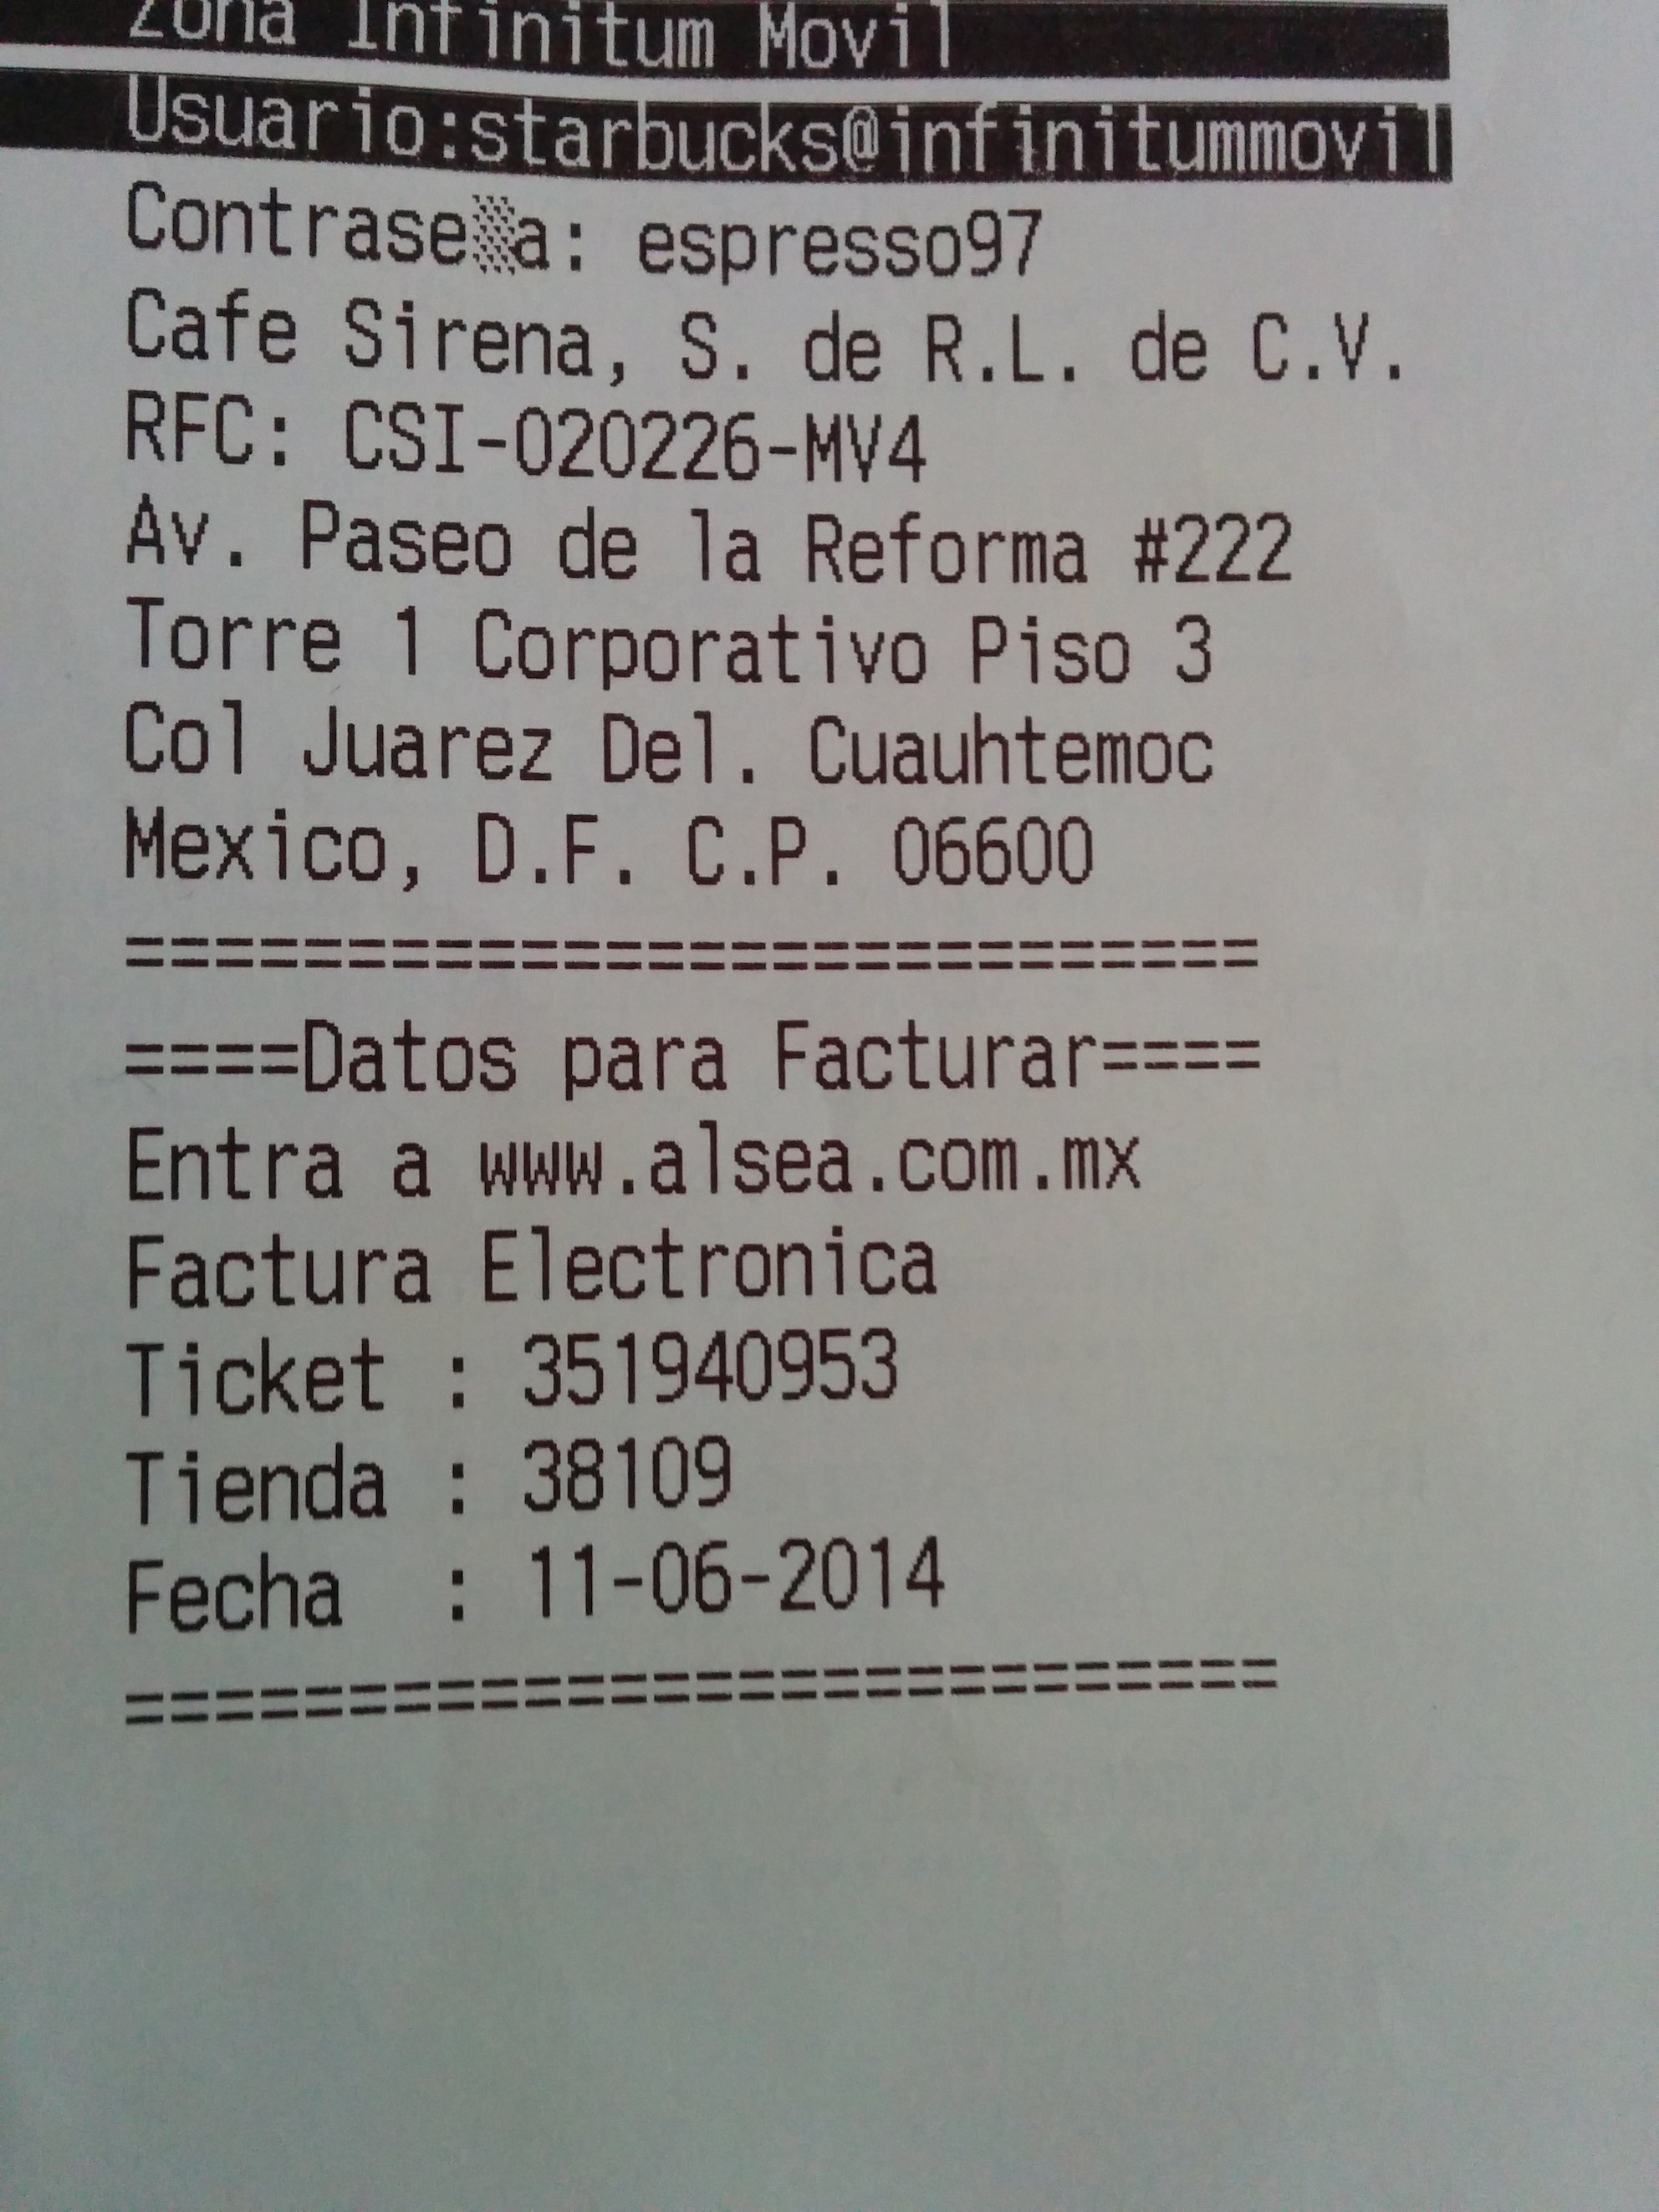 Zona Infinitum Movil
Usuario:starbucks@infinitummovil
Contrase▒a: espresso97
Cafe Sirena, S. de R.L. de C.V.
RFC: CSI-020226-MV4
Av. Paseo de la Reforma #222
Torre 1 Corporativo Piso 3
Col Juarez Del. Cuauhtemoc
Mexico, D.F. C.P. 06600
==========================
====Datos para Facturar====
Entra a www.alsea.com.mx
Factura Electronica
Ticket : 351940953
Tienda : 38109
Fecha  : 11-06-2014
==========================